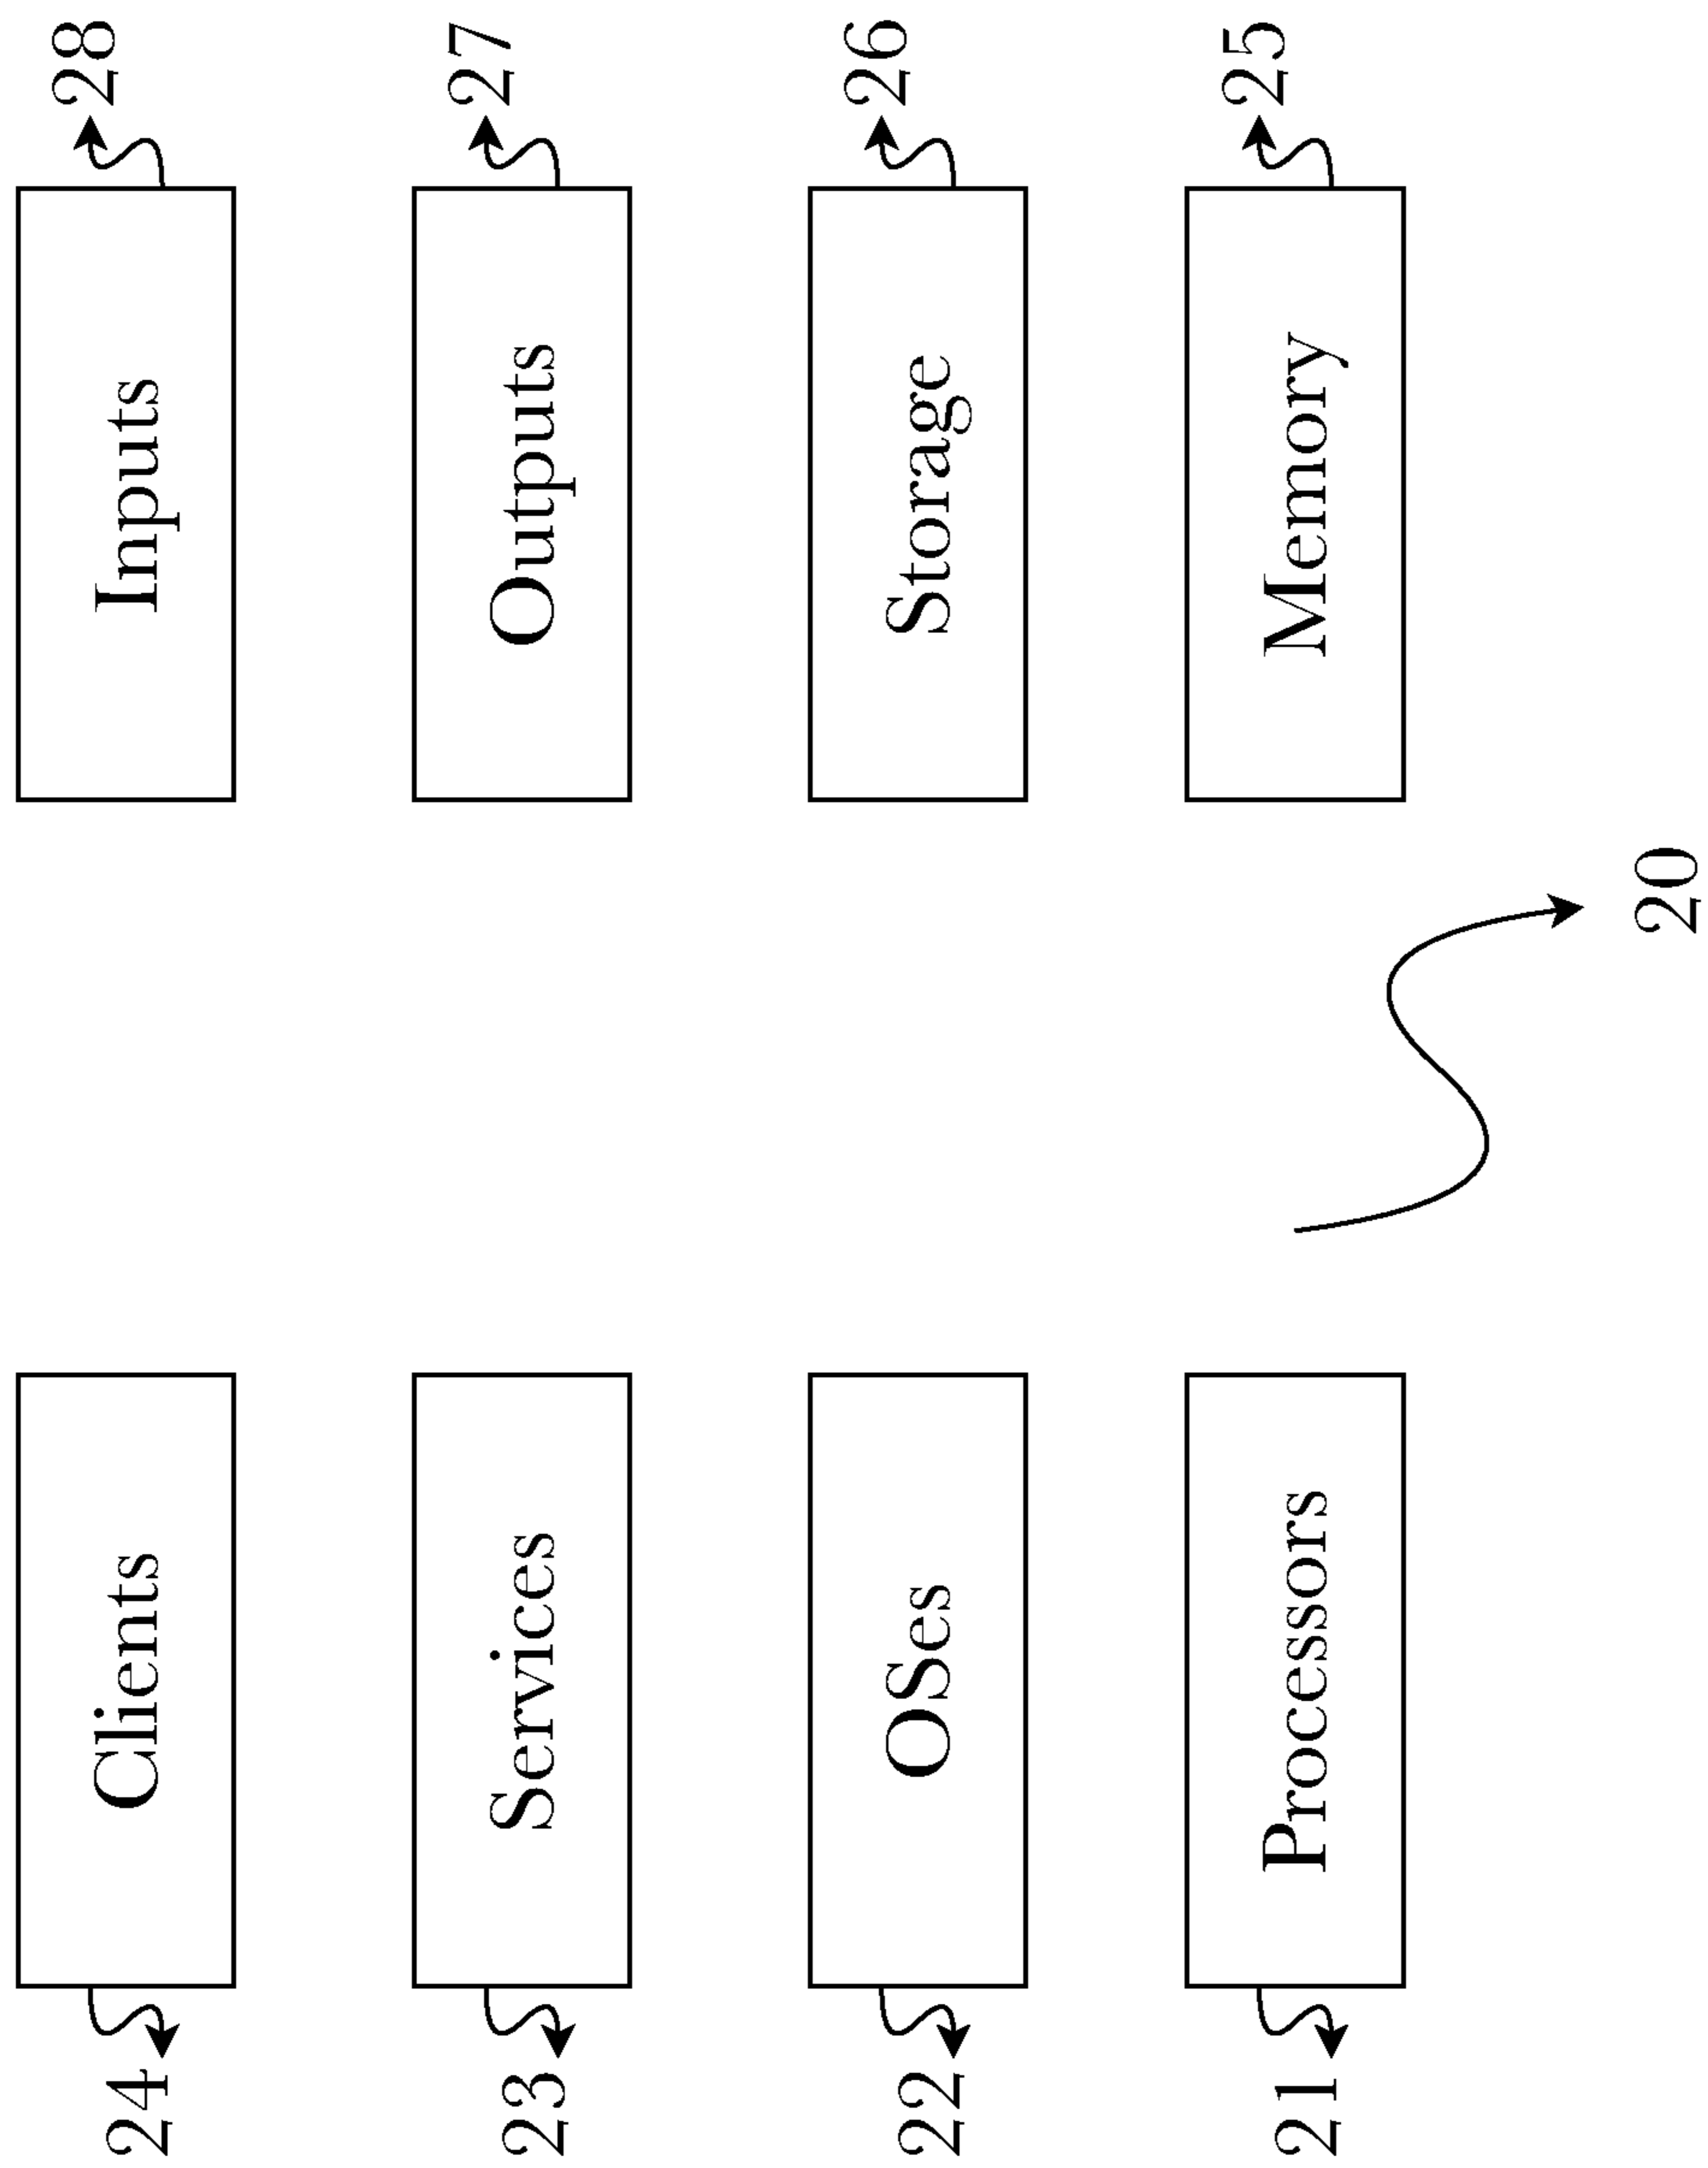 24 Clients Inputs 28
23 Services Outputs 27
22 OSes Storage 26
21 Processors Memory 25
20